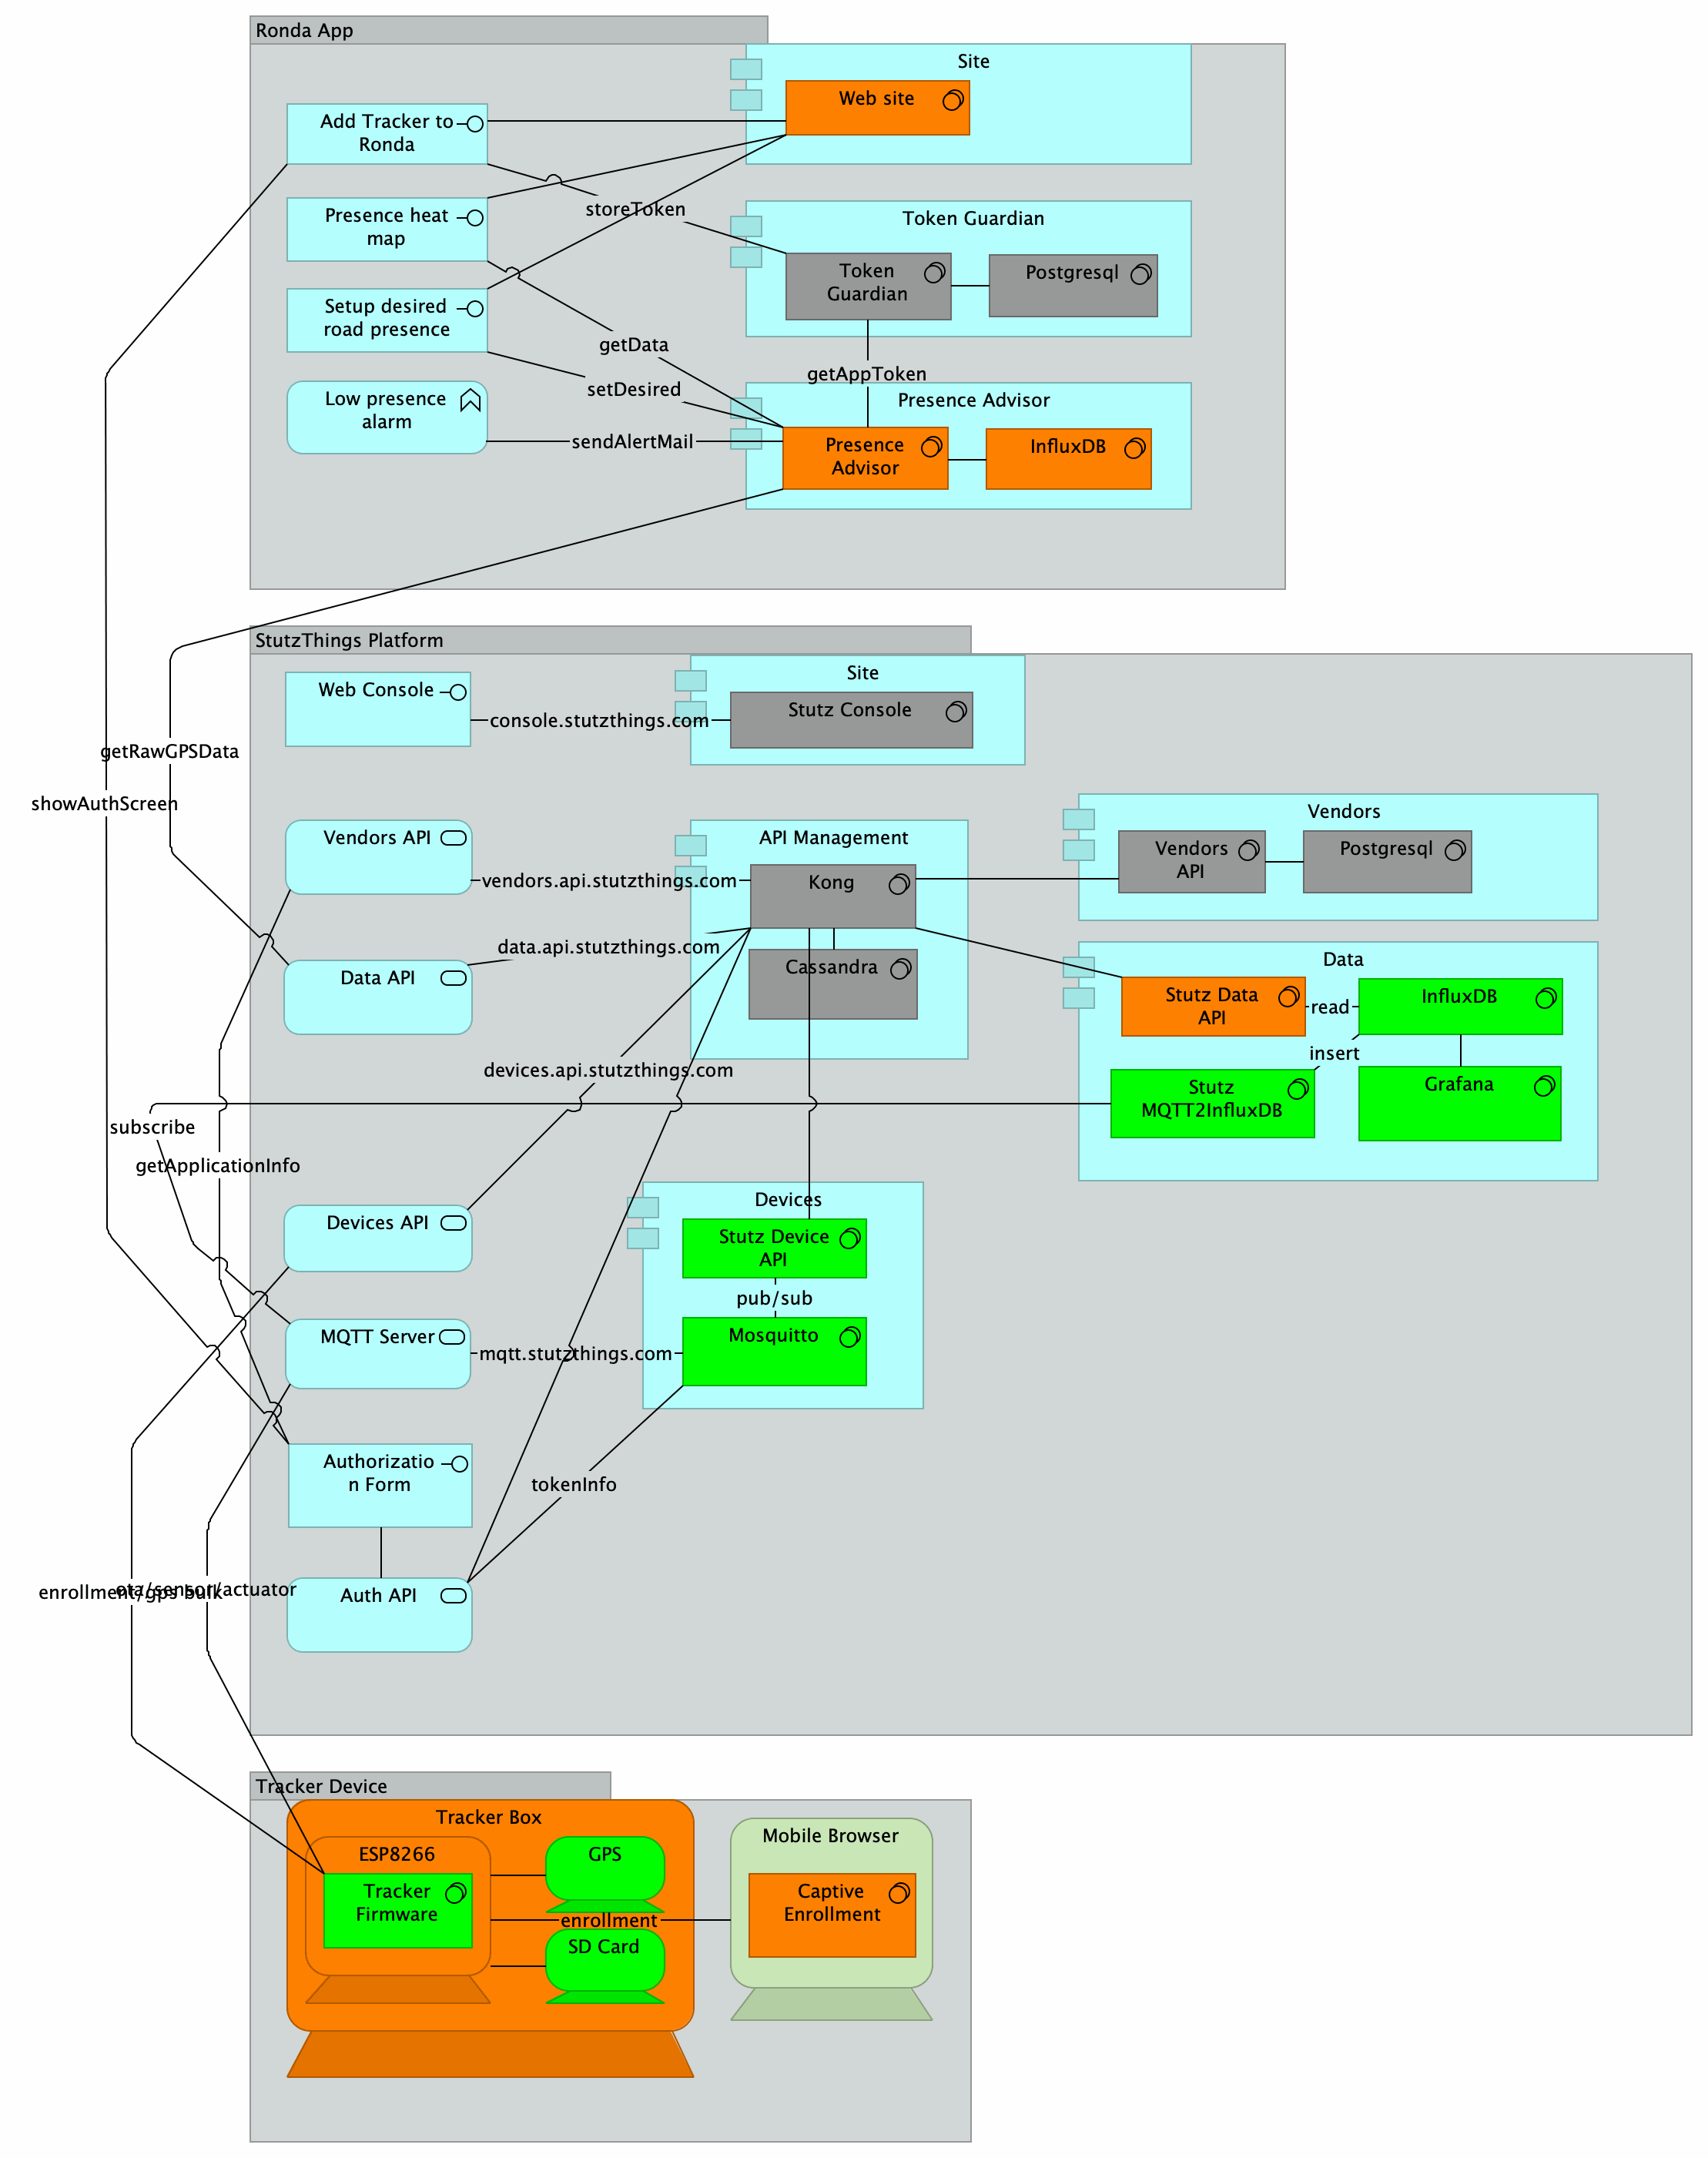 Ronda App
Site
Web site
Add Tracker to
Ronda
storeToken
Presence heat
map
Token Guardian
Token
Guardian
Postgresql
Setup desired
road presence
getData
getAppToken
setDesired
Low presence
alarm
Presence Advisor
sendAlertMail
Presence
Advisor
InfluxDB
StutzThings Platform
Site
Web Console
console.stutzthings.com
Stutz Console
getRawGPSData
showAuthScreen
Vendors API
vendors.api.stutzthings.com
API Management
Kong
Vendors
Vendors
API
Postgresql
data.api.stutzthings.com
Data API
Cassandra
Data
Stutz Data
API
read
InfluxDB
insert
devices.api.stutzthings.com
Stutz
MQTT2InfluxDB
Grafana
subscribe
getApplicationInfo
Devices API
Devices
Stutz Device
API
pub/sub
MQTT Server
mqtt.stutzthings.com
Mosquitto
Authorizatio
n Form
tokenInfo
enrollment/gps bulk
ota/sensor/actuator
Auth API
Tracker Device
Tracker Box
ESP8266
GPS
Tracker
Firmware
enrollment
SD Card
Mobile Browser
Captive
Enrollment